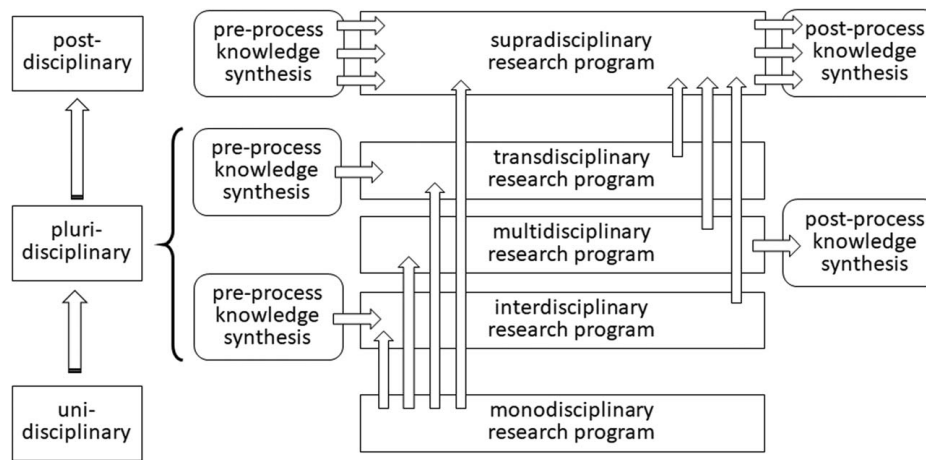 post-
disciplinary
pre-process
knowledge
synthesis
supradisciplinary
research program
post-process
knowledge
synthesis
pre-process
knowledge
synthesis
transdisciplinary
research program
pluri-
disciplinary
multidisciplinary
research program
post-process
knowledge
synthesis
pre-process
knowledge
synthesis
interdisciplinary
research program
uni-
disciplinary
monodisciplinary
research program